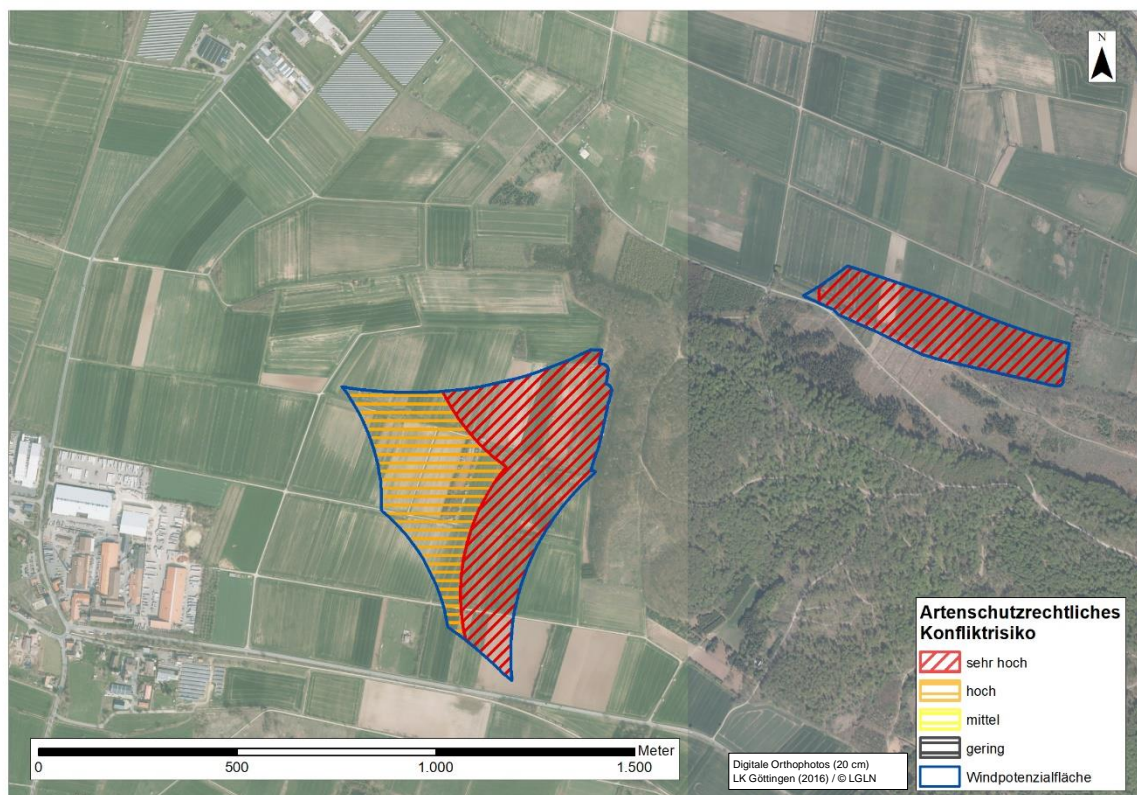 N
Artenschutzrechtliches
Konfliktrisiko
sehr hoch
hoch
mittel
gering
Windpotenzialfläche
Meter
0 500 1.000 1.500
Digitale Orthophotos (20 cm)
LK Göttingen (2016) / © LGLN